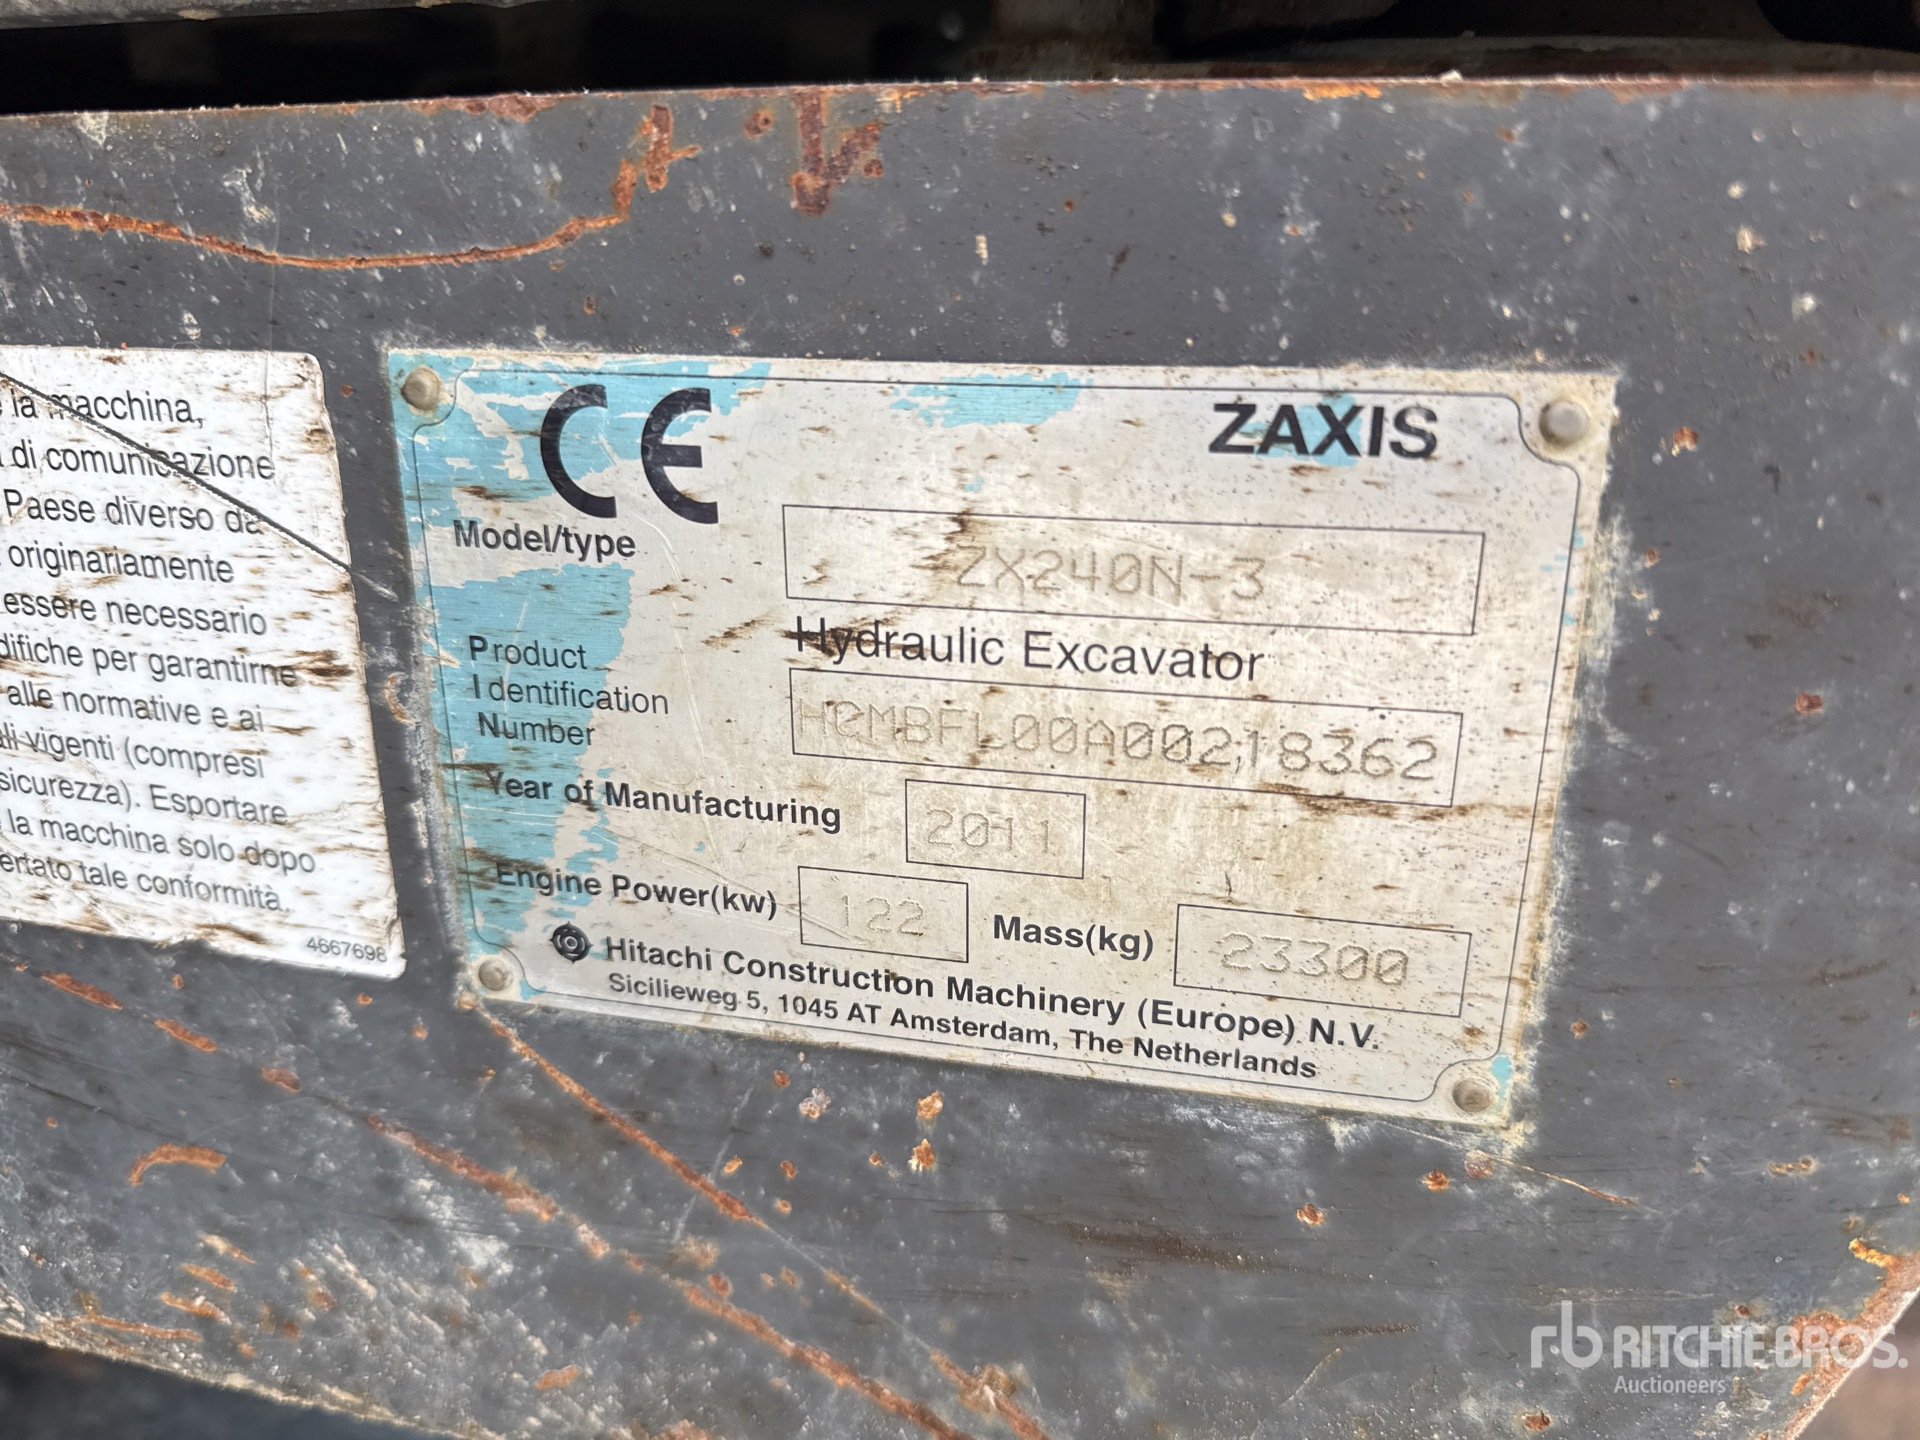 la macchina,
di comunicazione
Paese diverso da
originariamente
essere necessario
difiche per garantirne
alle normative e ai
ali vigenti (compresi
sicurezza). Esportare
la macchina solo dopo
ertato tale conformità.
4667698
CE
ZAXIS
Model/type
ZX240N-3
Hydraulic Excavator
Product
Identification
Number
HCMBFL00A00218362
Year of Manufacturing
2011
Engine Power(kw)
122
Mass(kg)
23300
Hitachi Construction Machinery (Europe) N.V.
Sicilieweg 5, 1045 AT Amsterdam, The Netherlands
rb RITCHIE BROS.
Auctioneers